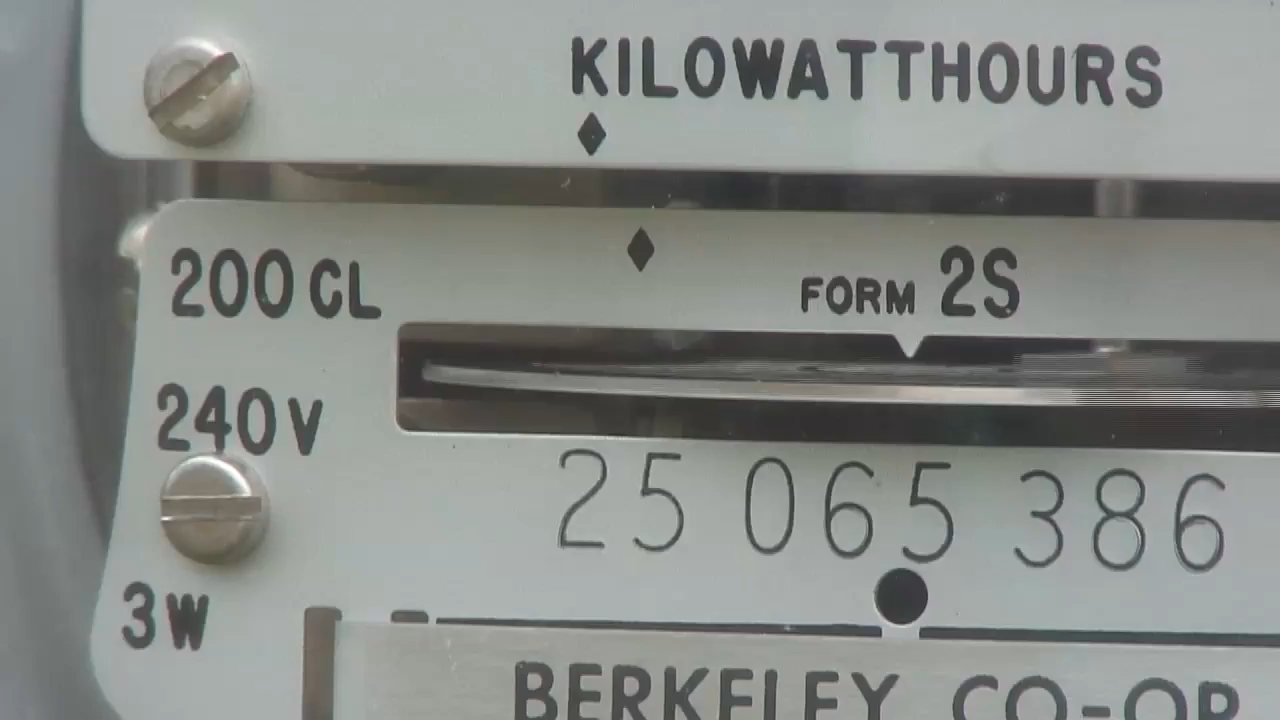 KILOWATTHOURS
200 CL
FORM 2S
240 V
25 065 386
3 W
BERKELEY CO-OP